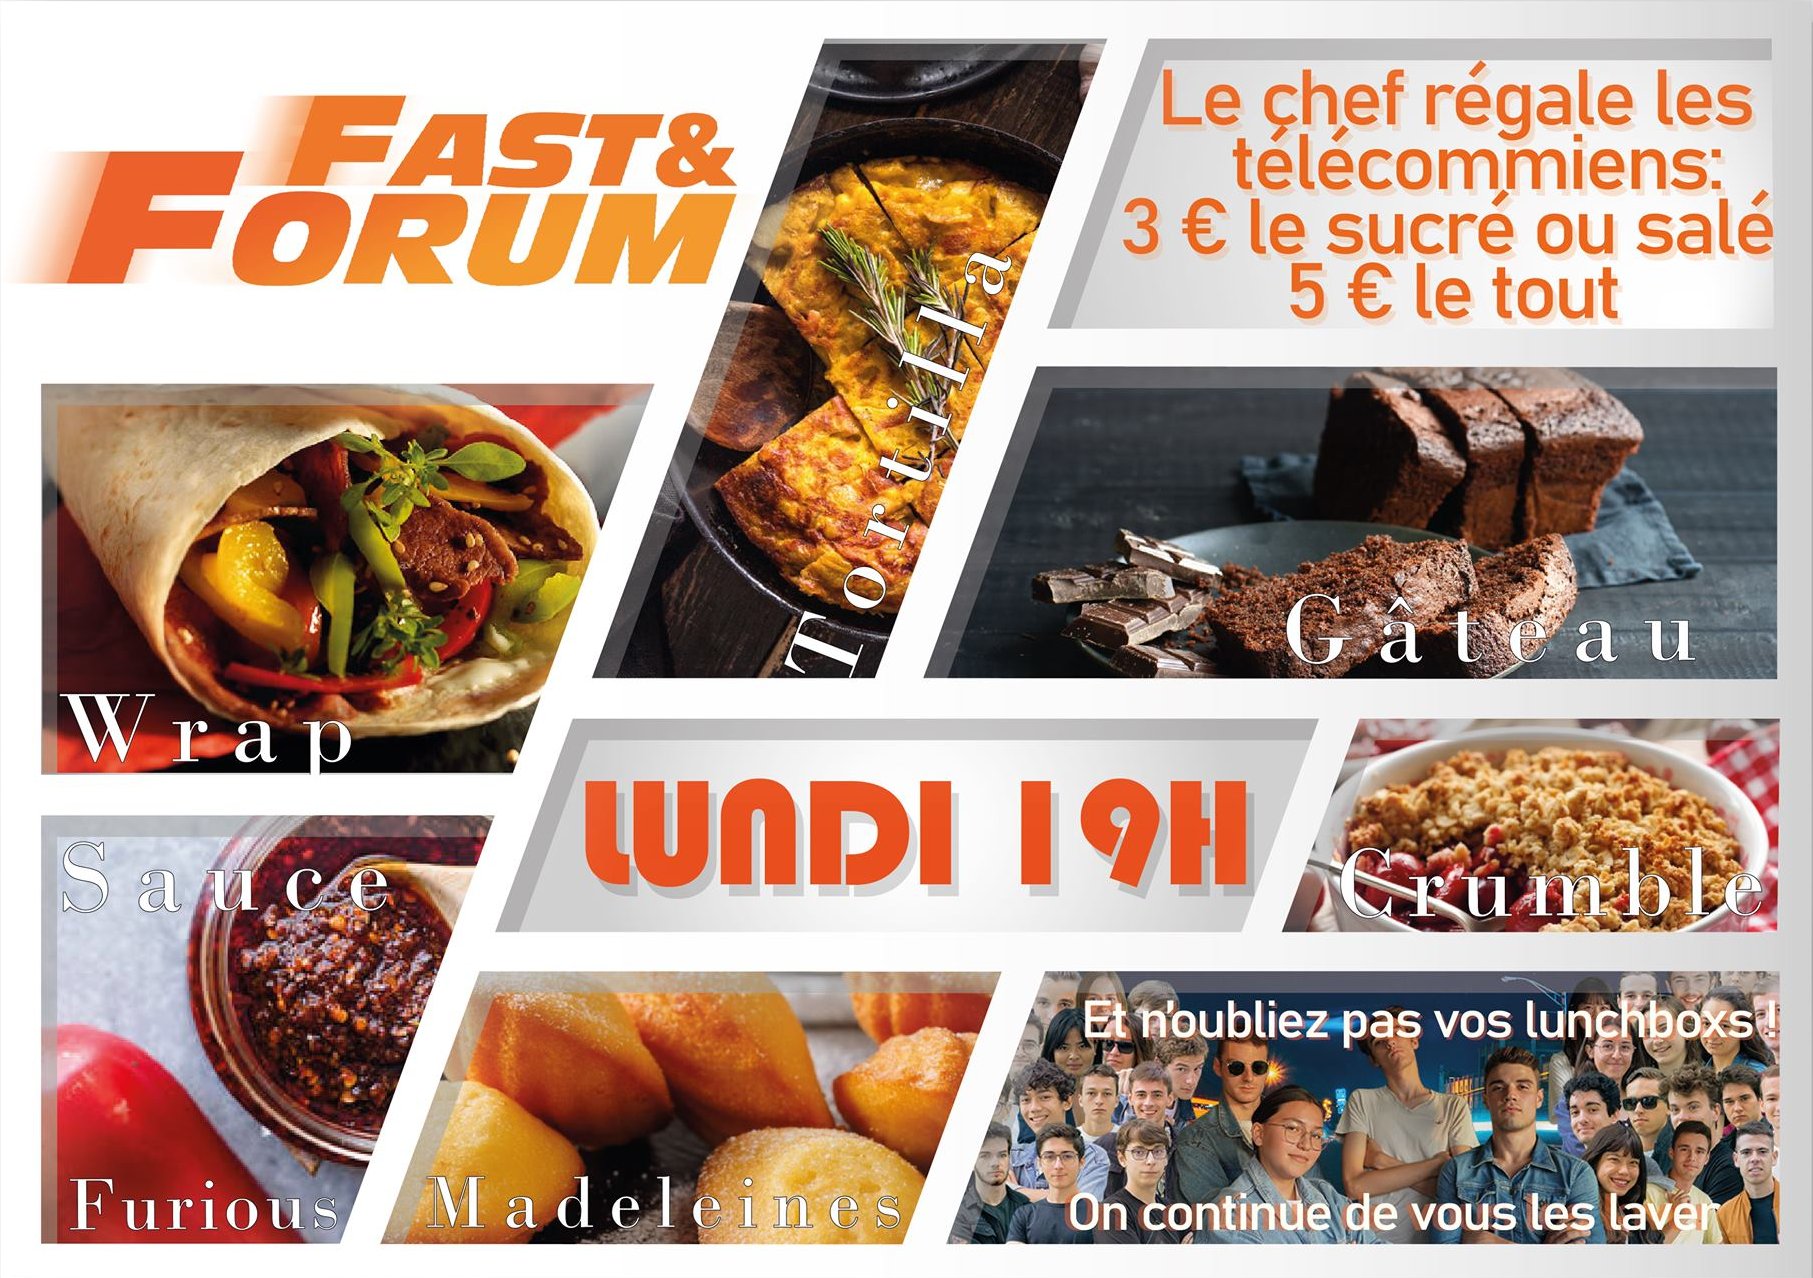 FAST&
FORUM
Le chef régale les
télécommiens:
3 € le sucré ou salé
5 € le tout
Tortilla
Wrap
Gâteau
LUNDI 19H
Crumble
Sauce
Furious
Madeleines
Et n'oubliez pas vos lunchboxs !
On continue de vous les laver